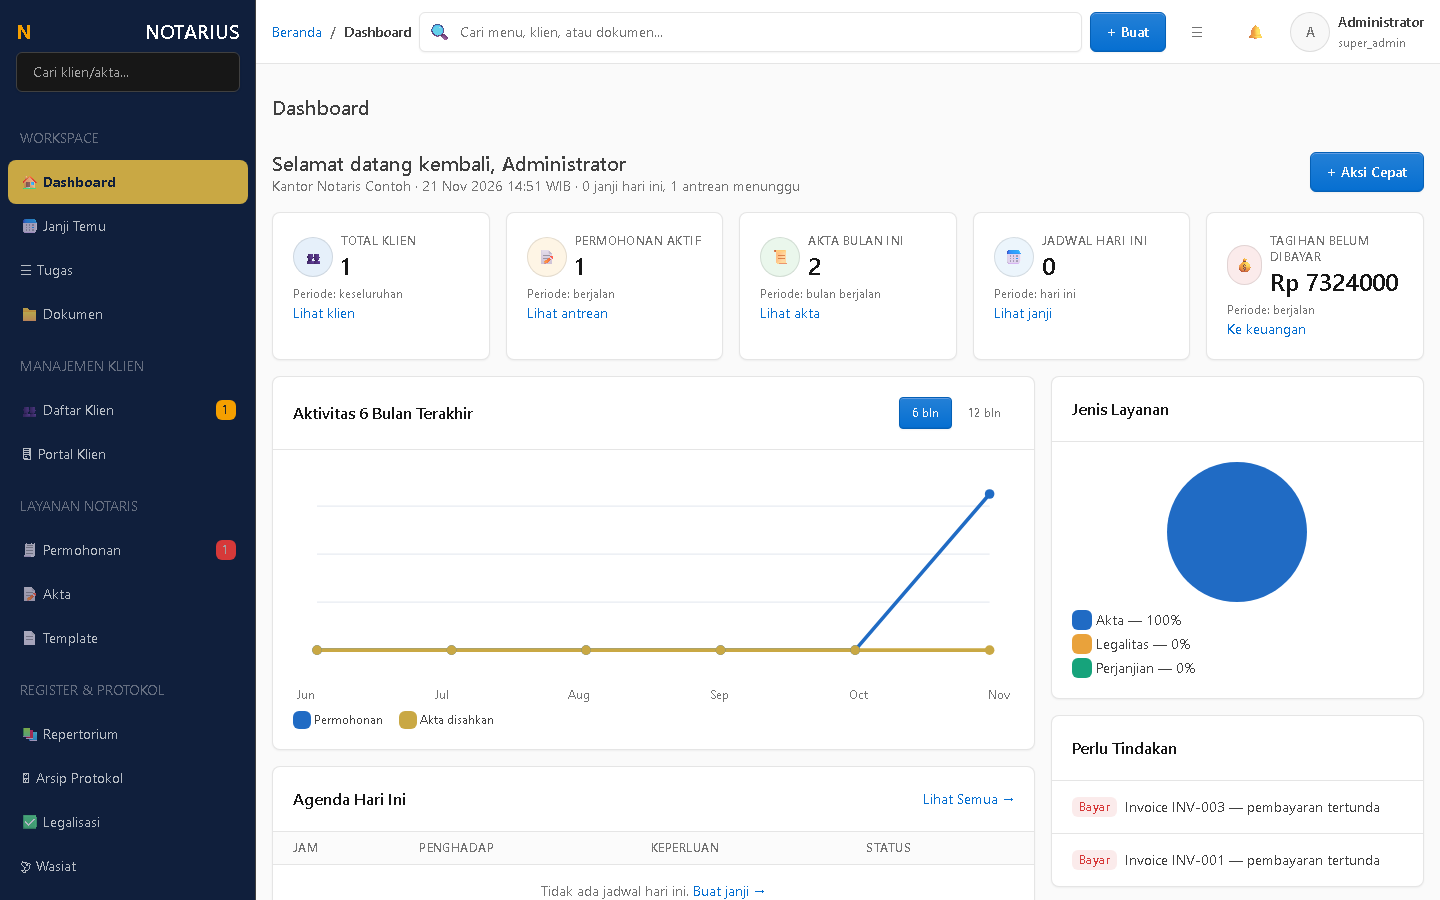 N NOTARIUS
Cari klien/akta...
WORKSPACE
Dashboard
Janji Temu
Tugas
Dokumen
MANAJEMEN KLIEN
Daftar Klien 1
Portal Klien
LAYANAN NOTARIS
Permohonan 1
Akta
Template
REGISTER & PROTOKOL
Repertorium
Arsip Protokol
Legalisasi
Wasiat
Beranda / Dashboard
Cari menu, klien, atau dokumen...
+ Buat
A
Administrator
super_admin
Dashboard
Selamat datang kembali, Administrator
Kantor Notaris Contoh · 21 Nov 2026 14:51 WIB · 0 janji hari ini, 1 antrean menunggu
+ Aksi Cepat
TOTAL KLIEN
1
Periode: keseluruhan
Lihat klien
PERMOHONAN AKTIF
1
Periode: berjalan
Lihat antrean
AKTA BULAN INI
2
Periode: bulan berjalan
Lihat akta
JADWAL HARI INI
0
Periode: hari ini
Lihat janji
TAGIHAN BELUM
DIBAYAR
Rp 7324000
Periode: berjalan
Ke keuangan
Aktivitas 6 Bulan Terakhir
6 bln 12 bln
Jun Jul Aug Sep Oct Nov
Permohonan Akta disahkan
Jenis Layanan
Akta — 100%
Legalitas — 0%
Perjanjian — 0%
Agenda Hari Ini
Lihat Semua →
JAM PENGHADAP KEPERLUAN STATUS
Tidak ada jadwal hari ini. Buat janji →
Perlu Tindakan
Bayar Invoice INV-003 — pembayaran tertunda
Bayar Invoice INV-001 — pembayaran tertunda